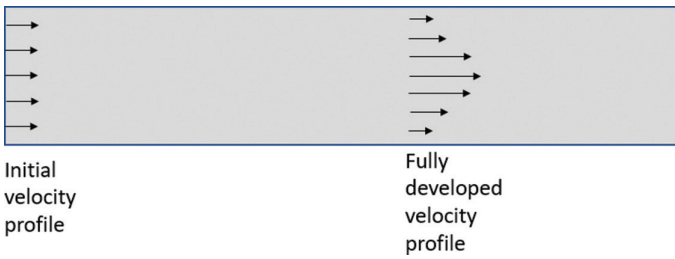 Initial
velocity
profile
Fully
developed
velocity
profile